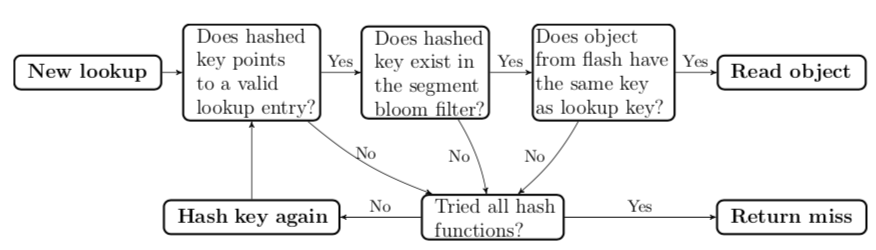 New lookup
Does hashed
key points
to a valid
lookup entry?
Yes
Does hashed
key exist in
the segment
bloom filter?
Yes
Does object
from flash have
the same key
as lookup key?
Yes
Read object
No
No
No
Hash key again
No
Tried all hash
functions?
Yes
Return miss